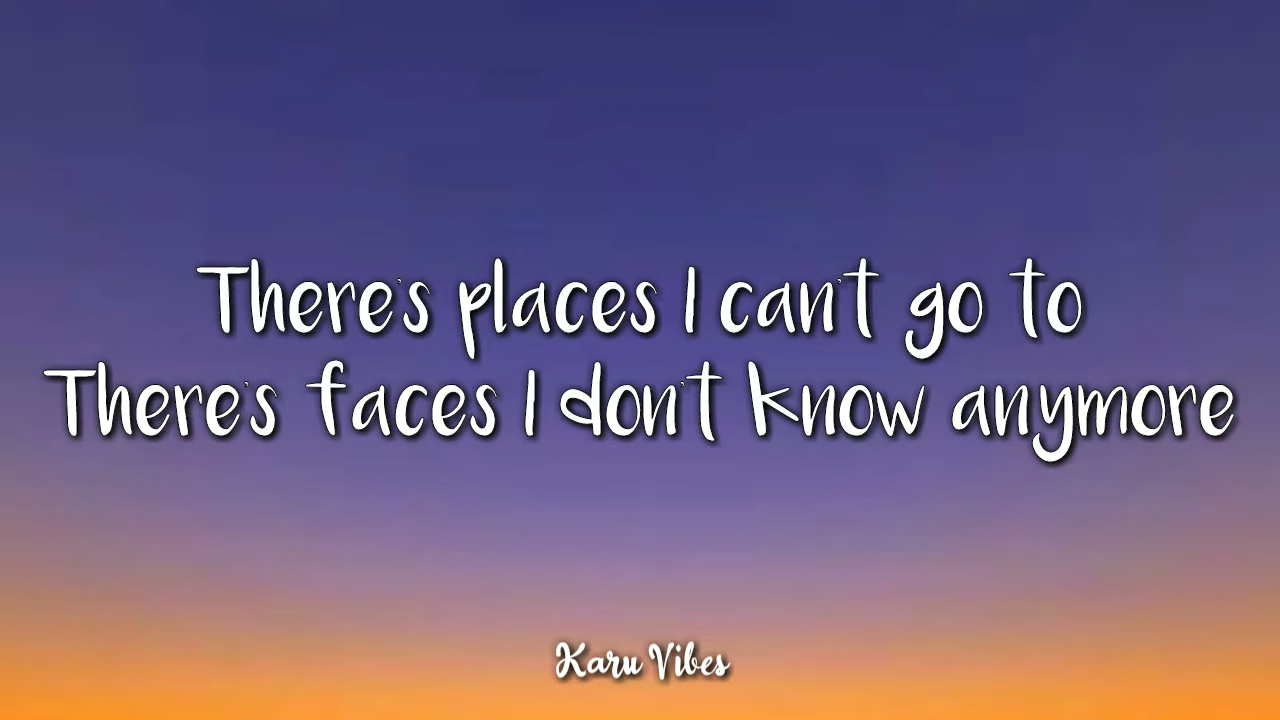 There's places I can't go to
There's faces I don't know anymore
Karu Vibes